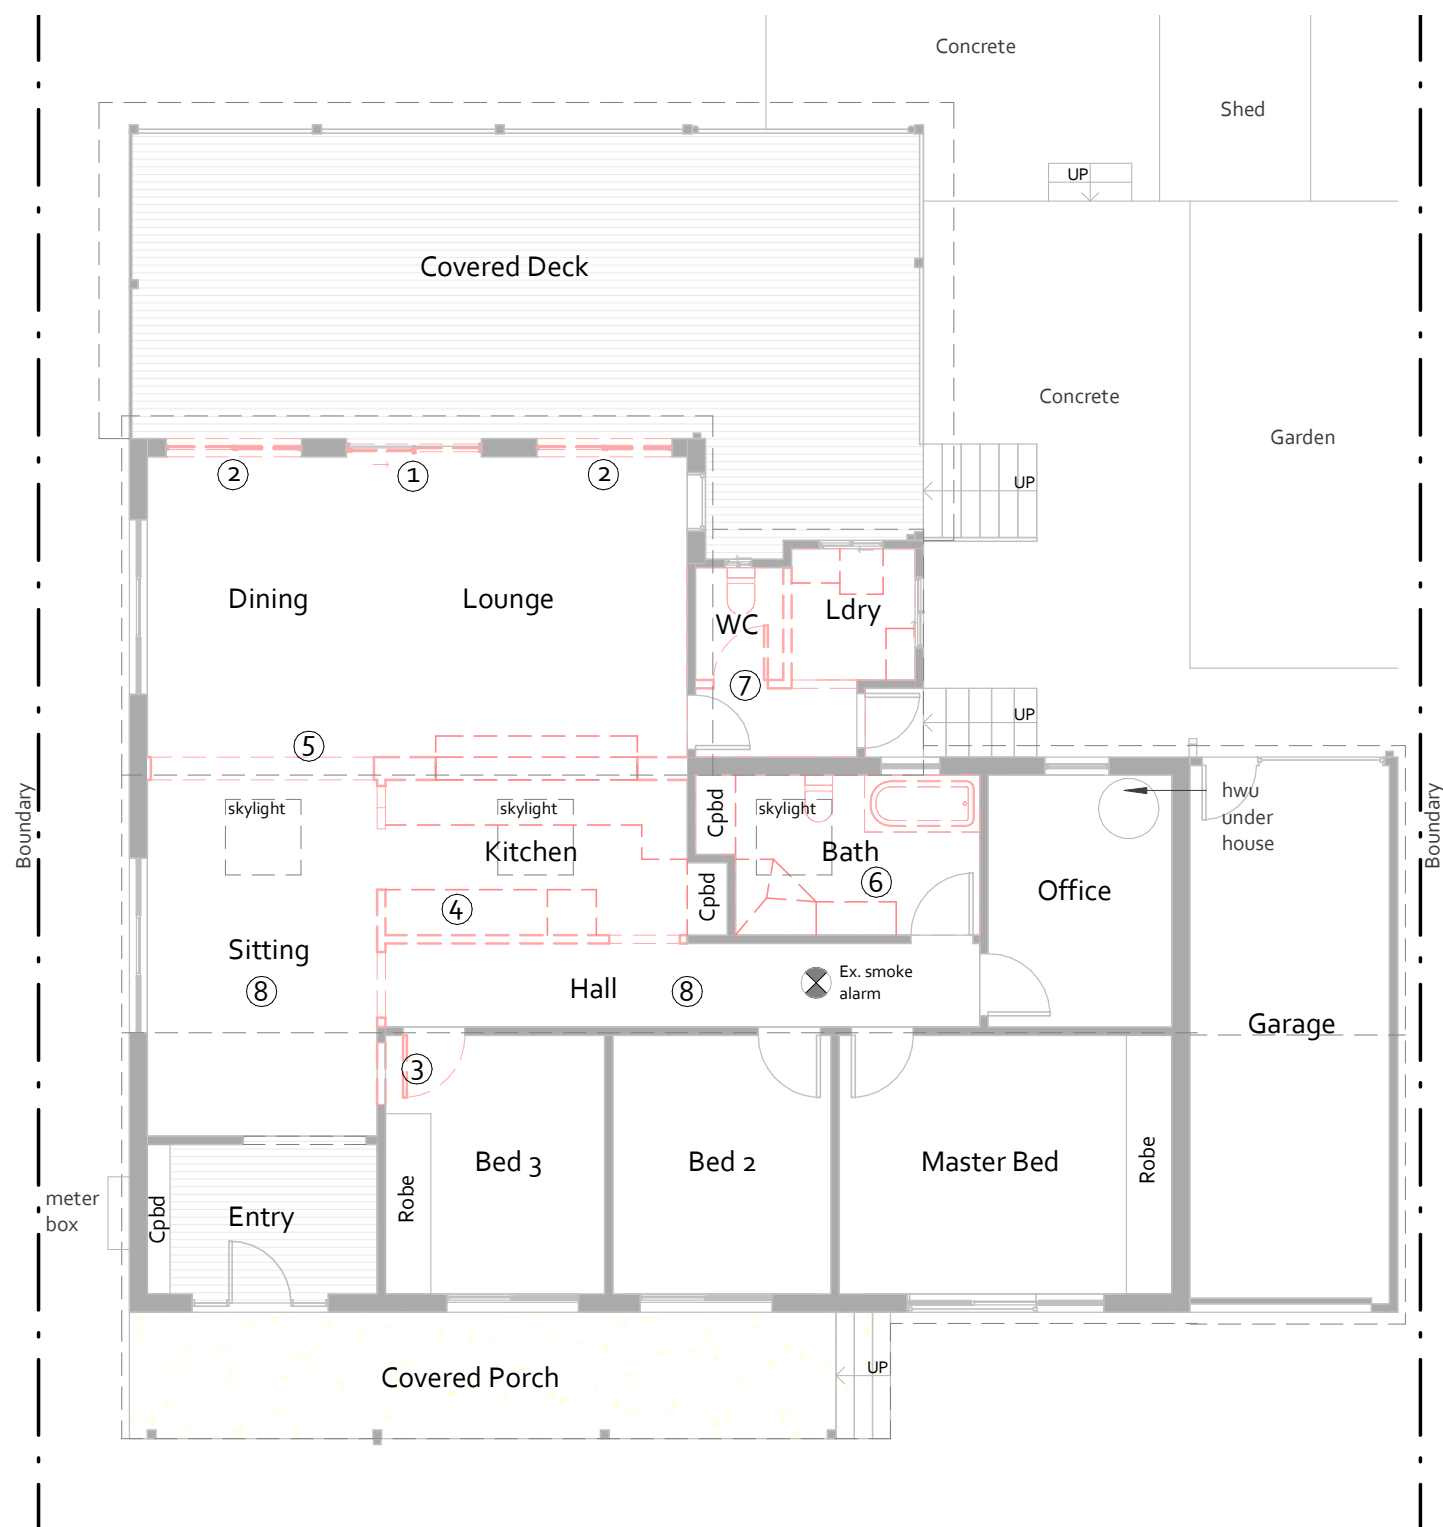 Concrete
Shed
UP
Covered Deck
Concrete
Garden
2
1
2
UP
Dining
Lounge
WC
Ldry
7
UP
5
skylight
skylight
Cpbd
skylight
hwu
under
house
Boundary
Boundary
Kitchen
Bath
6
Office
Cpbd
4
Sitting
8
Hall
8
Ex. smoke
alarm
Garage
3
Bed 3
Bed 2
Master Bed
Robe
Robe
meter
box
Cpbd
Entry
Covered Porch
UP